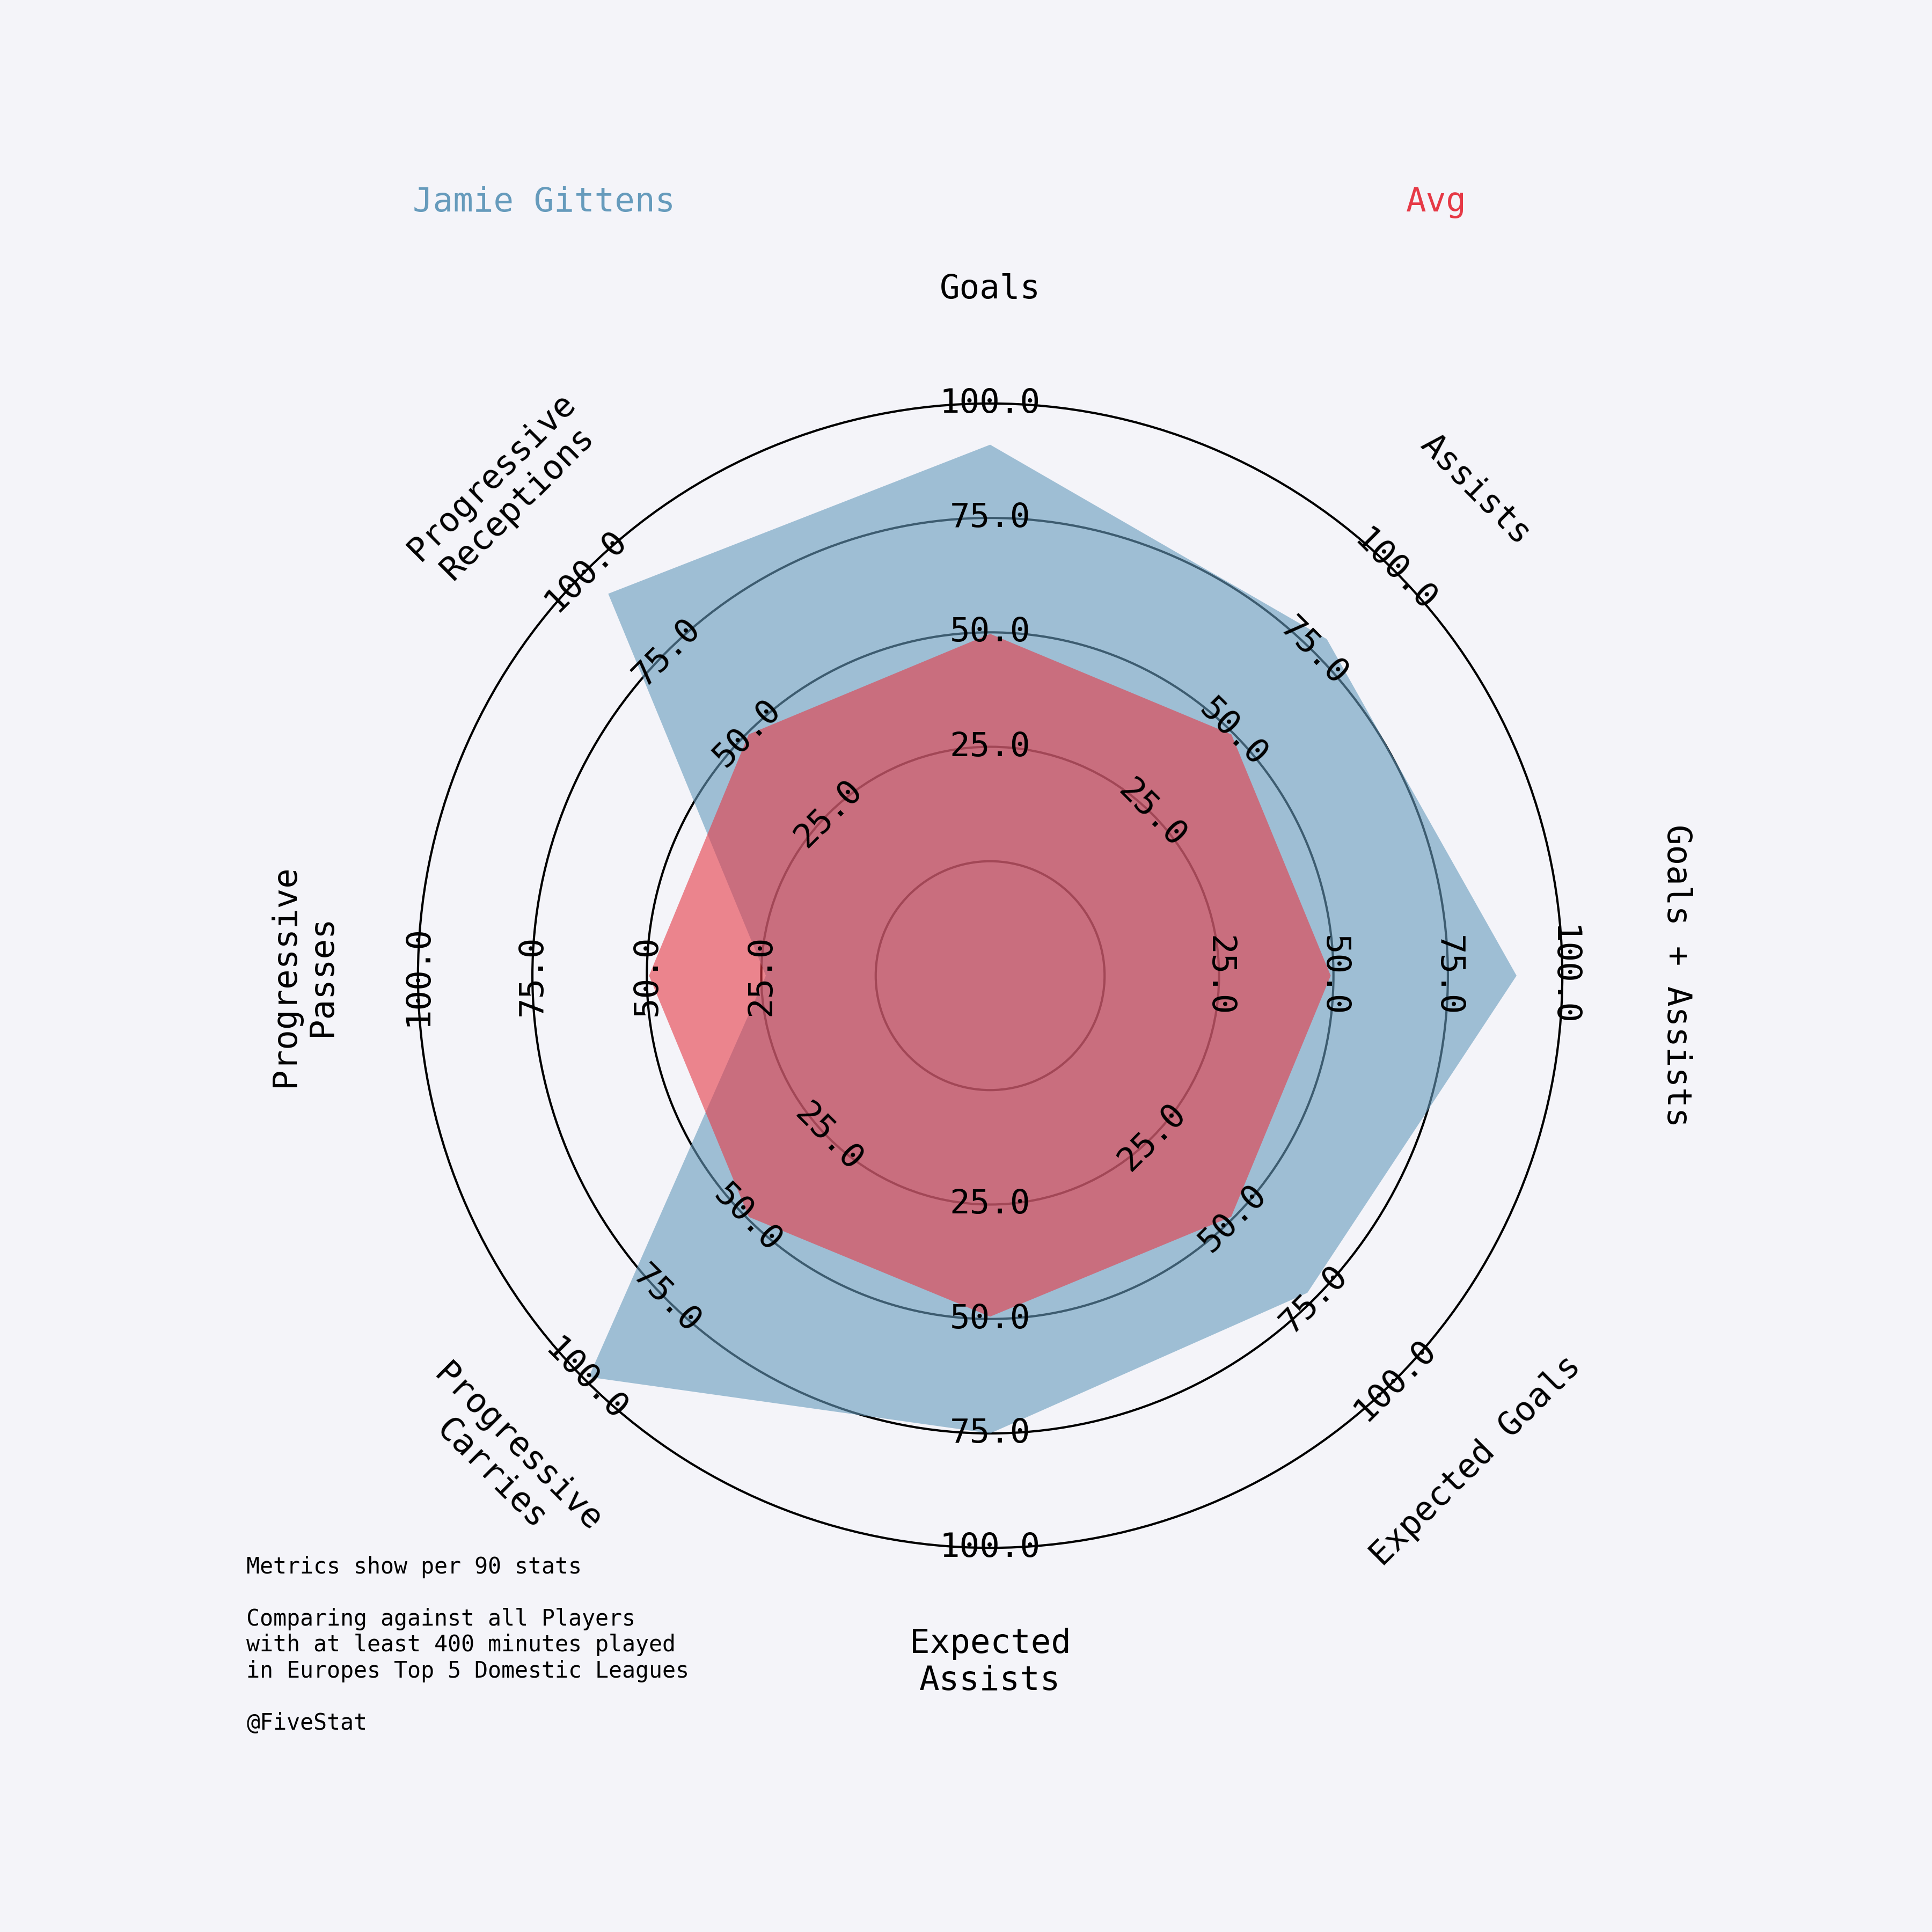 Jamie Gittens
Avg
Goals
Assists
Goals + Assists
Expected Goals
Expected
Assists
Progressive
Carries
Progressive
Passes
Progressive
Receptions
25.0
50.0
75.0
100.0
25.0
50.0
75.0
100.0
25.0
50.0
75.0
100.0
25.0
50.0
75.0
100.0
25.0
50.0
75.0
100.0
25.0
50.0
75.0
100.0
25.0
50.0
75.0
100.0
25.0
50.0
75.0
100.0
Metrics show per 90 stats
Comparing against all Players
with at least 400 minutes played
in Europes Top 5 Domestic Leagues
@FiveStat